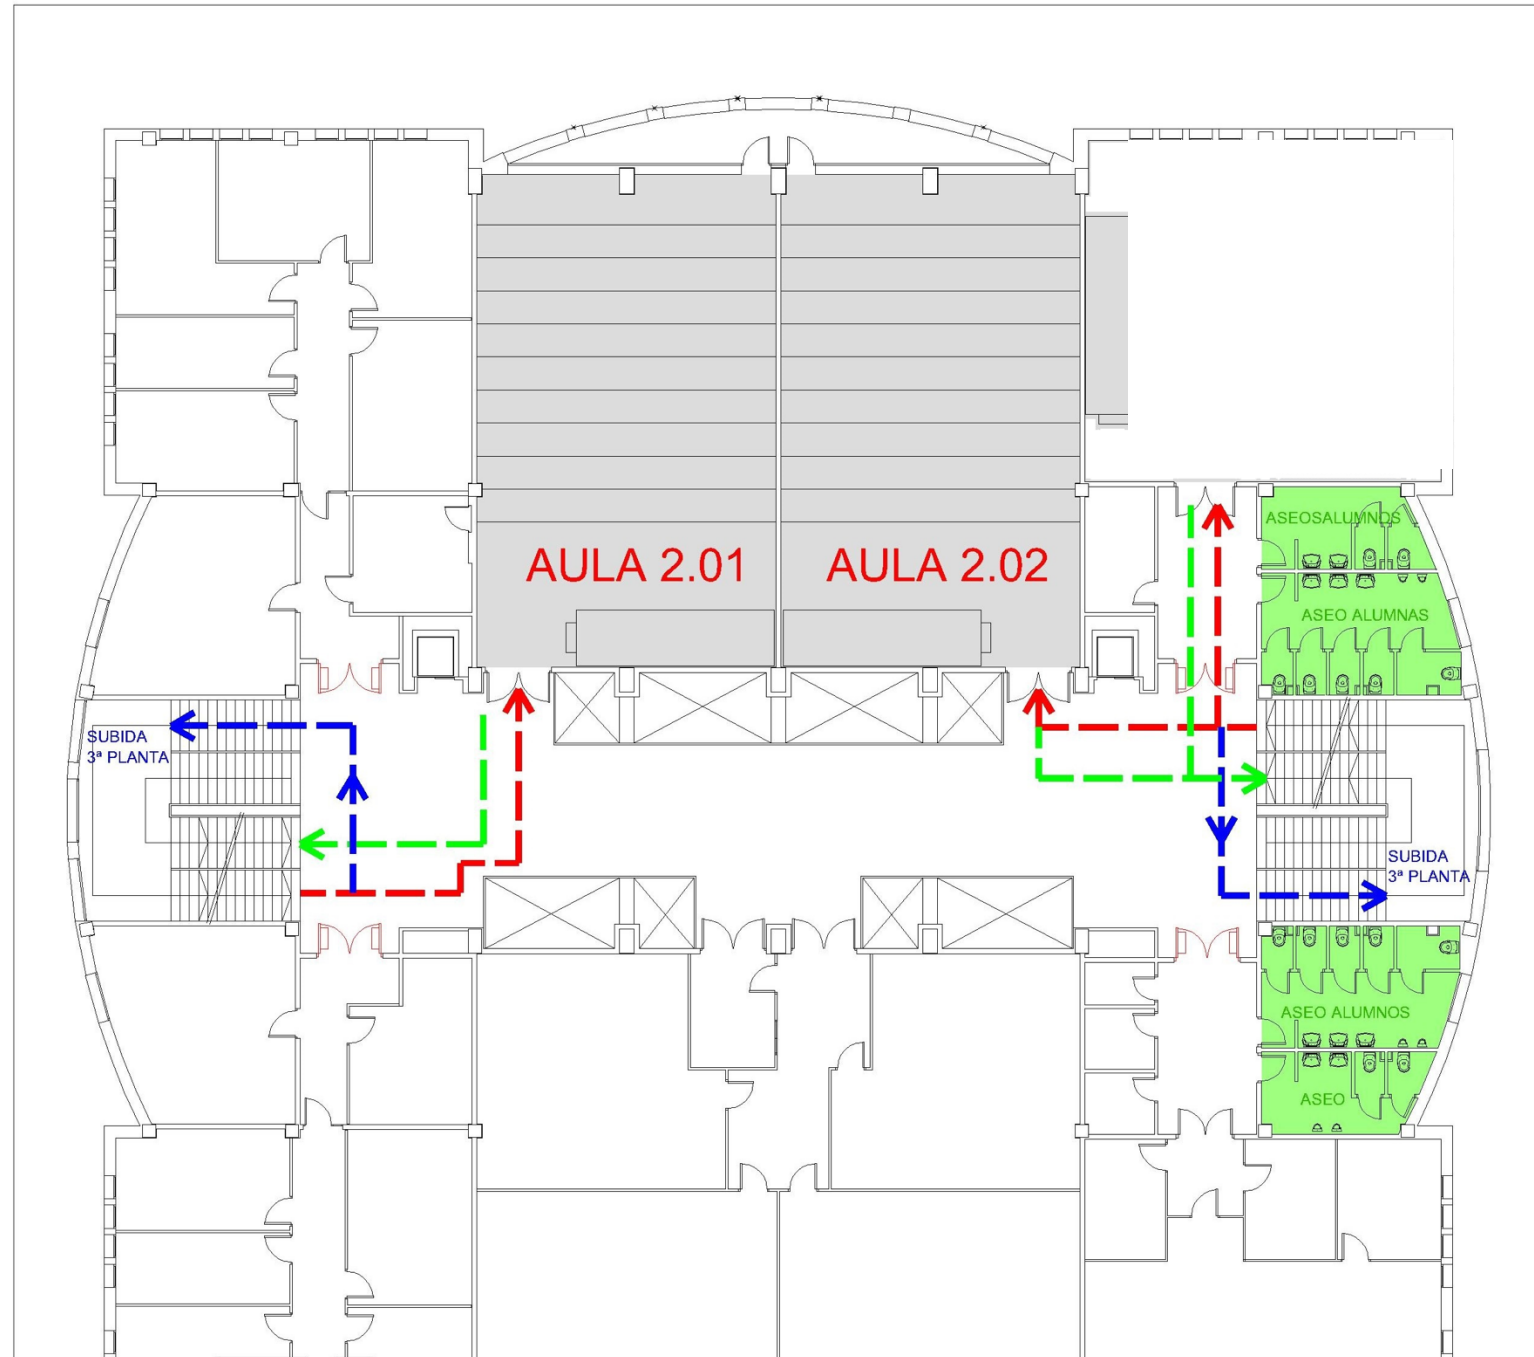 AULA 2.01
AULA 2.02
ASEOSALUMNOS
ASEO ALUMNAS
SUBIDA
3ª PLANTA
SUBIDA
3ª PLANTA
ASEO ALUMNOS
ASEO